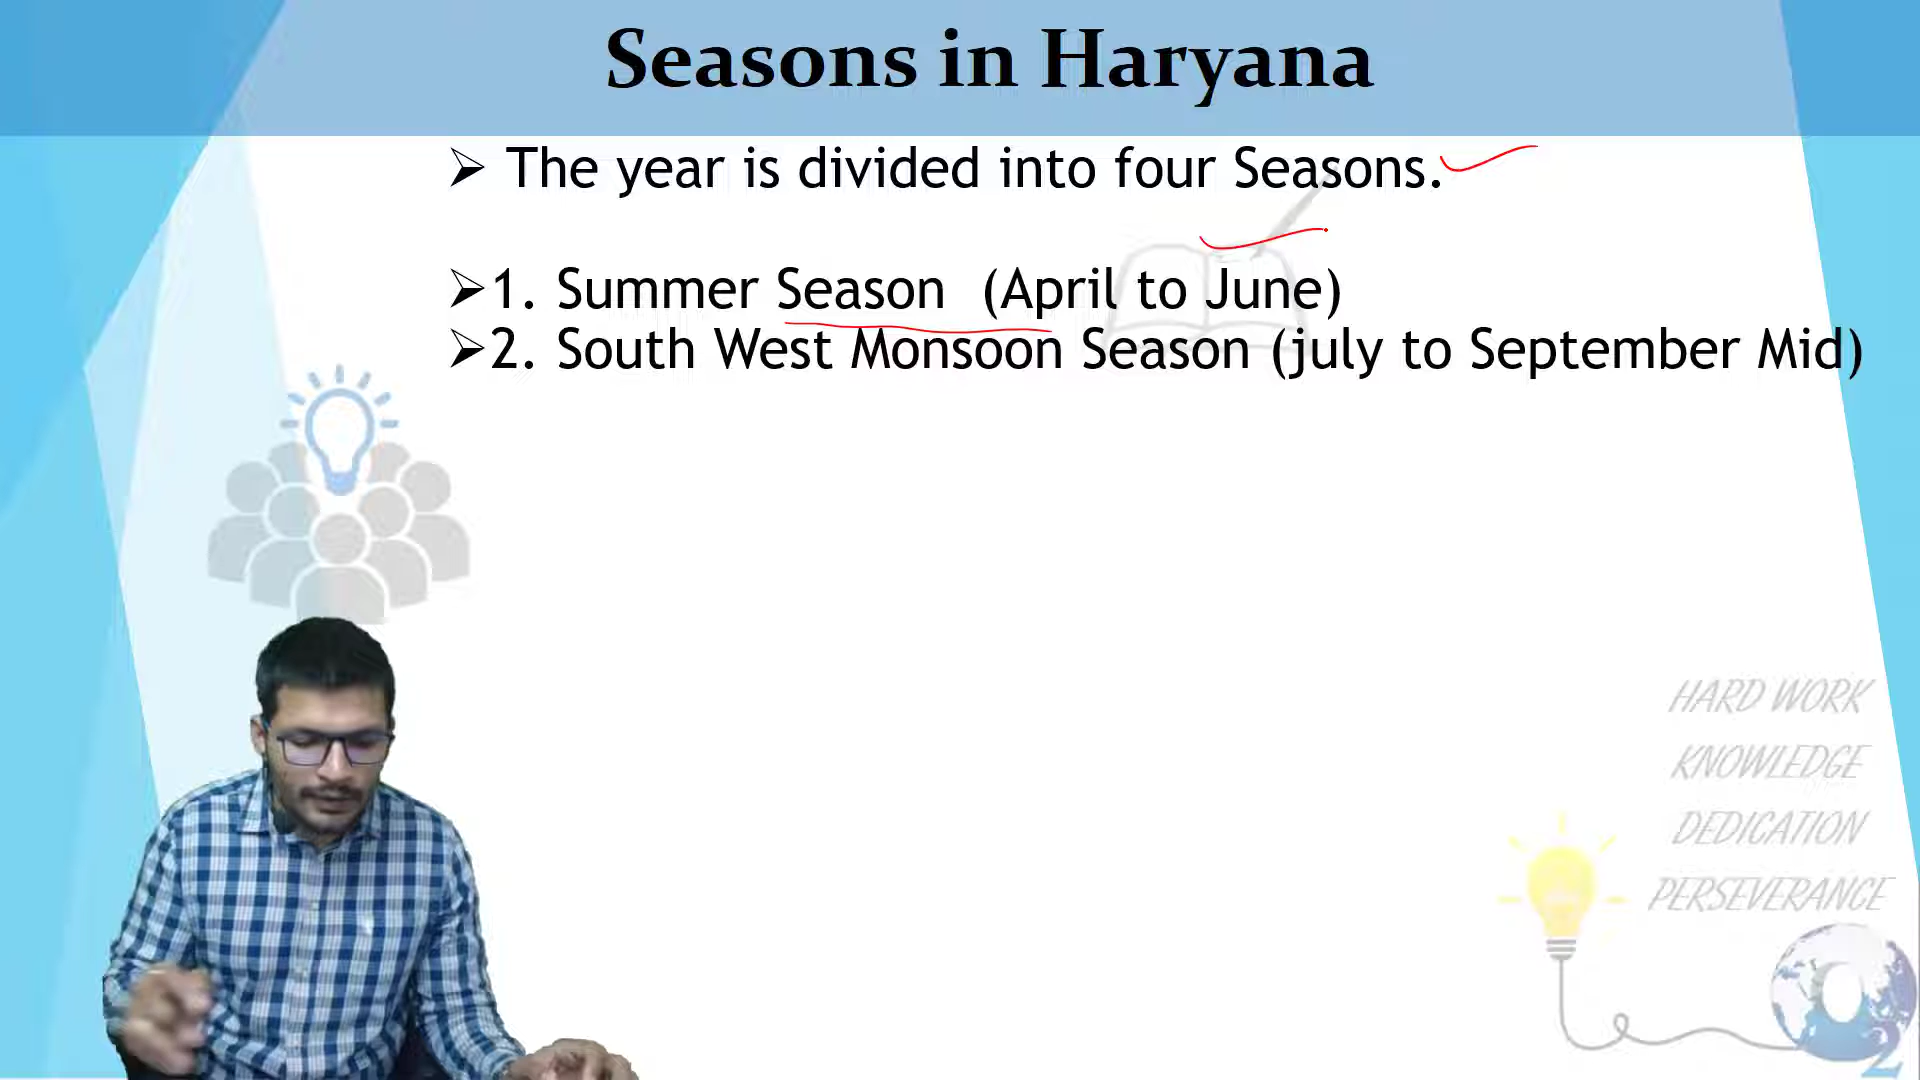 Seasons in Haryana
➢ The year is divided into four Seasons.
➢1. Summer Season (April to June)
➢2. South West Monsoon Season (july to September Mid)
HARD WORK
KNOWLEDGE
DEDICATION
PERSEVERANCE
O2